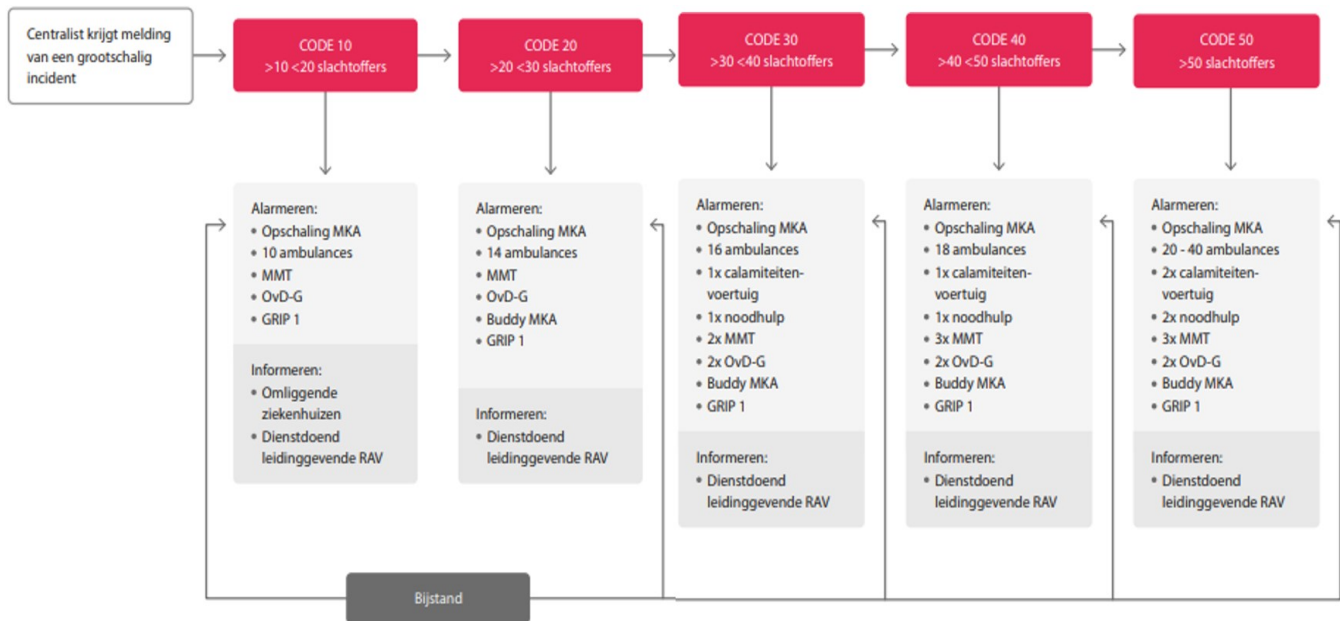 Centralist krijgt melding
van een grootschalig
incident
CODE 10
>10 <20 slachtoffers
CODE 20
>20 <30 slachtoffers
CODE 30
>30 <40 slachtoffers
CODE 40
>40 <50 slachtoffers
CODE 50
>50 slachtoffers
Alarmeren:
• Opschaling MKA
• 10 ambulances
• MMT
• OvD-G
• GRIP 1
Informeren:
• Omliggende
ziekenhuizen
• Dienstdoend
leidinggevende RAV
Alarmeren:
• Opschaling MKA
• 14 ambulances
• MMT
• OvD-G
• Buddy MKA
• GRIP 1
Informeren:
• Dienstdoend
leidinggevende RAV
Alarmeren:
• Opschaling MKA
• 16 ambulances
• 1x calamiteiten-
voertuig
• 1x noodhulp
• 2x MMT
• 2x OvD-G
• Buddy MKA
• GRIP 1
Informeren:
• Dienstdoend
leidinggevende RAV
Alarmeren:
• Opschaling MKA
• 18 ambulances
• 1x calamiteiten-
voertuig
• 1x noodhulp
• 3x MMT
• 2x OvD-G
• Buddy MKA
• GRIP 1
Informeren:
• Dienstdoend
leidinggevende RAV
Alarmeren:
• Opschaling MKA
• 20 - 40 ambulances
• 2x calamiteiten-
voertuig
• 2x noodhulp
• 3x MMT
• 2x OvD-G
• Buddy MKA
• GRIP 1
Informeren:
• Dienstdoend
leidinggevende RAV
Bijstand